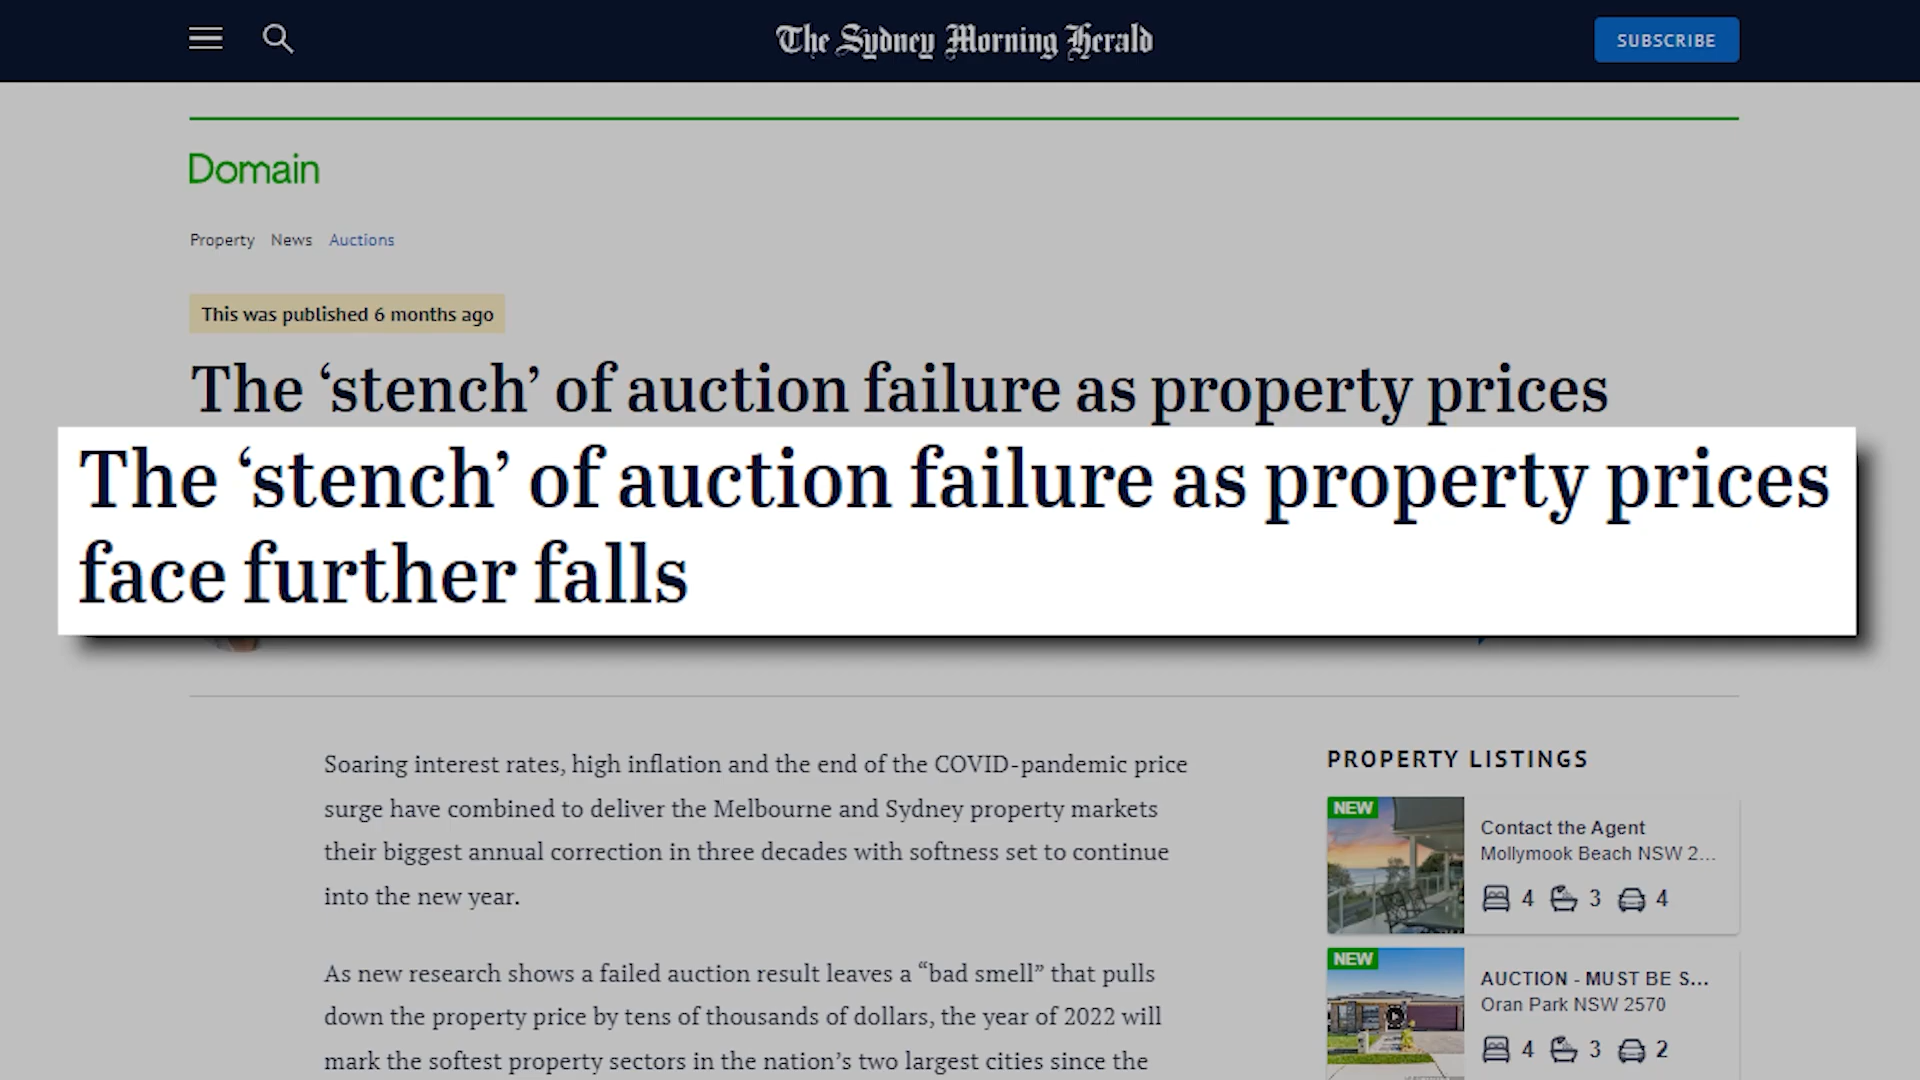 The Sydney Morning Herald
SUBSCRIBE
Domain
Property News Auctions
This was published 6 months ago
The ‘stench’ of auction failure as property prices
The ‘stench’ of auction failure as property prices
face further falls
Soaring interest rates, high inflation and the end of the COVID-pandemic price
surge have combined to deliver the Melbourne and Sydney property markets
their biggest annual correction in three decades with softness set to continue
into the new year.
As new research shows a failed auction result leaves a “bad smell” that pulls
down the property price by tens of thousands of dollars, the year of 2022 will
mark the softest property sectors in the nation’s two largest cities since the
PROPERTY LISTINGS
NEW
Contact the Agent
Mollymook Beach NSW 2...
4 3 4
NEW
AUCTION - MUST BE S...
Oran Park NSW 2570
4 3 2